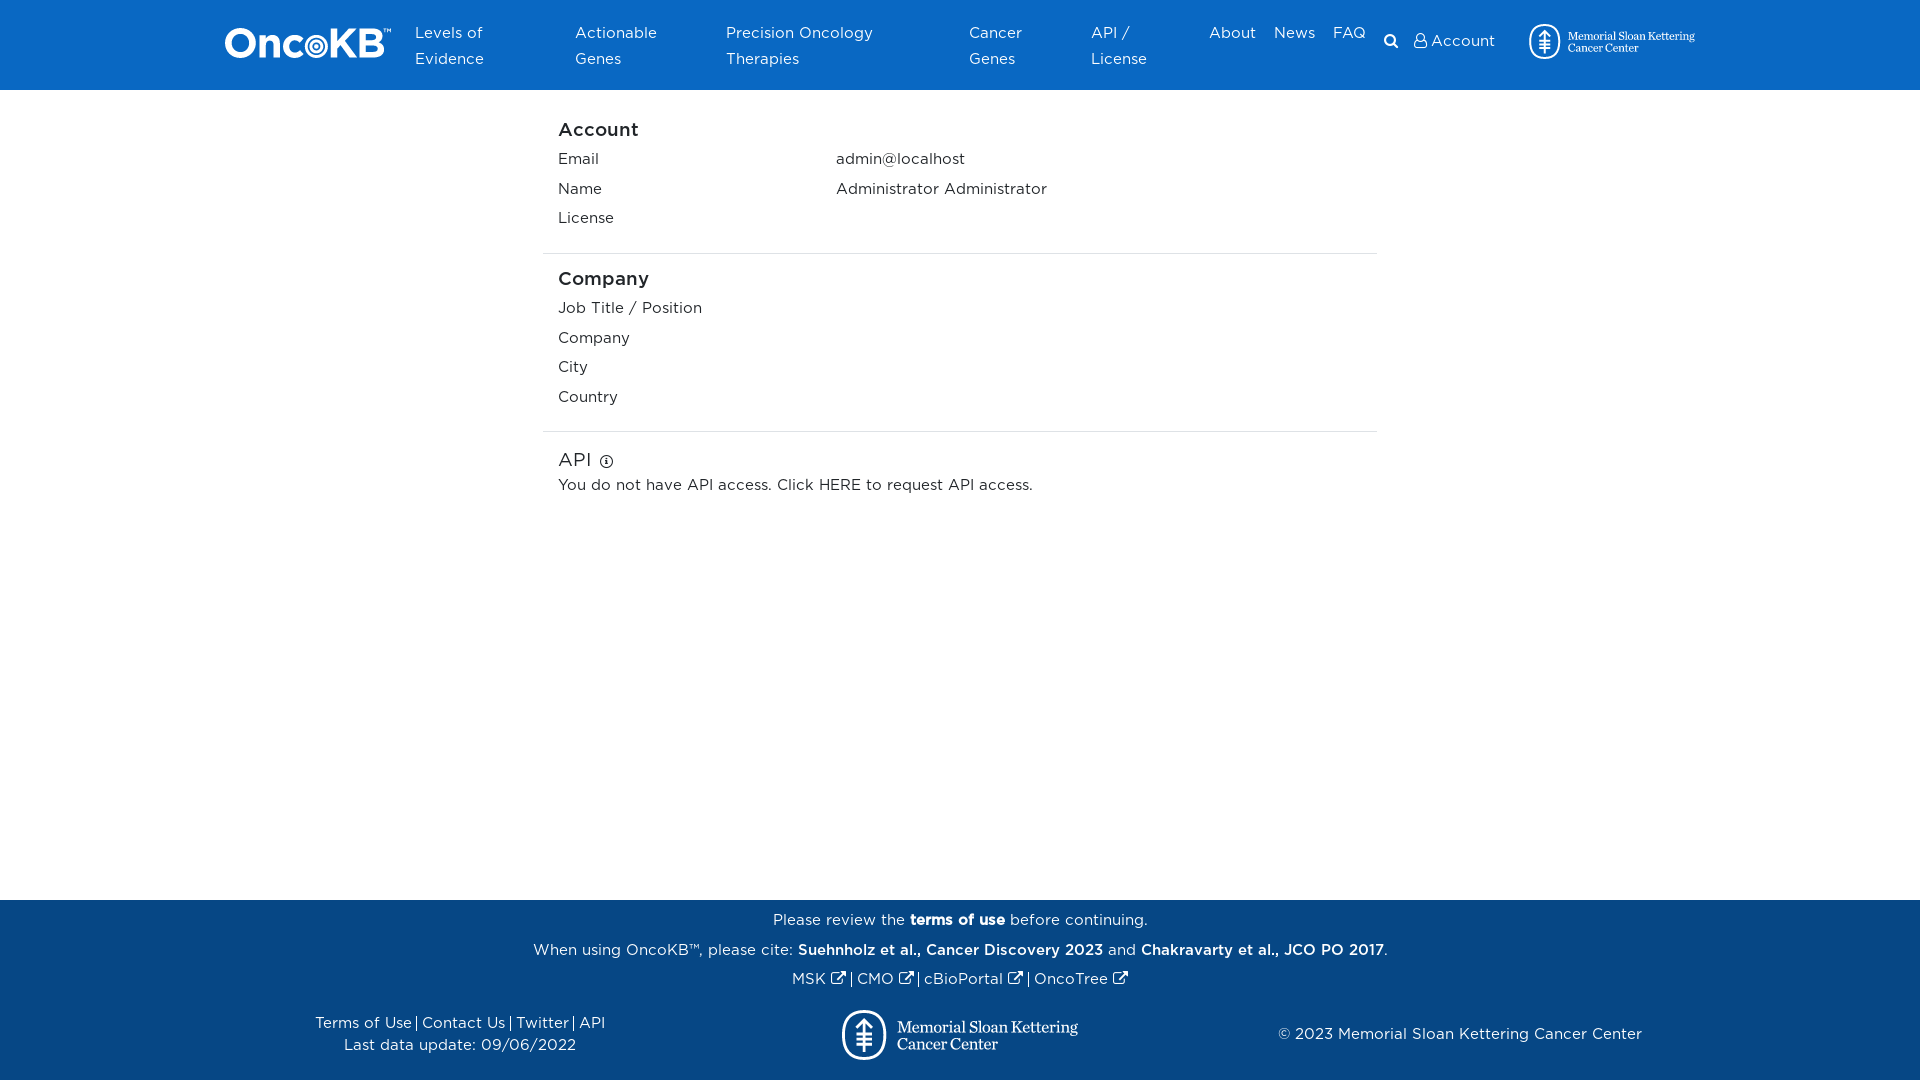 OncoKB™
Levels of
Evidence
Actionable
Genes
Precision Oncology
Therapies
Cancer
Genes
API /
License
About
News
FAQ
Account
Memorial Sloan Kettering
Cancer Center
Account
Email admin@localhost
Name Administrator Administrator
License
Company
Job Title / Position
Company
City
Country
API
You do not have API access. Click HERE to request API access.
Please review the terms of use before continuing.
When using OncoKB™, please cite: Suehnholz et al., Cancer Discovery 2023 and Chakravarty et al., JCO PO 2017.
MSK | CMO | cBioPortal | OncoTree
Terms of Use | Contact Us | Twitter | API
Last data update: 09/06/2022
Memorial Sloan Kettering
Cancer Center
© 2023 Memorial Sloan Kettering Cancer Center